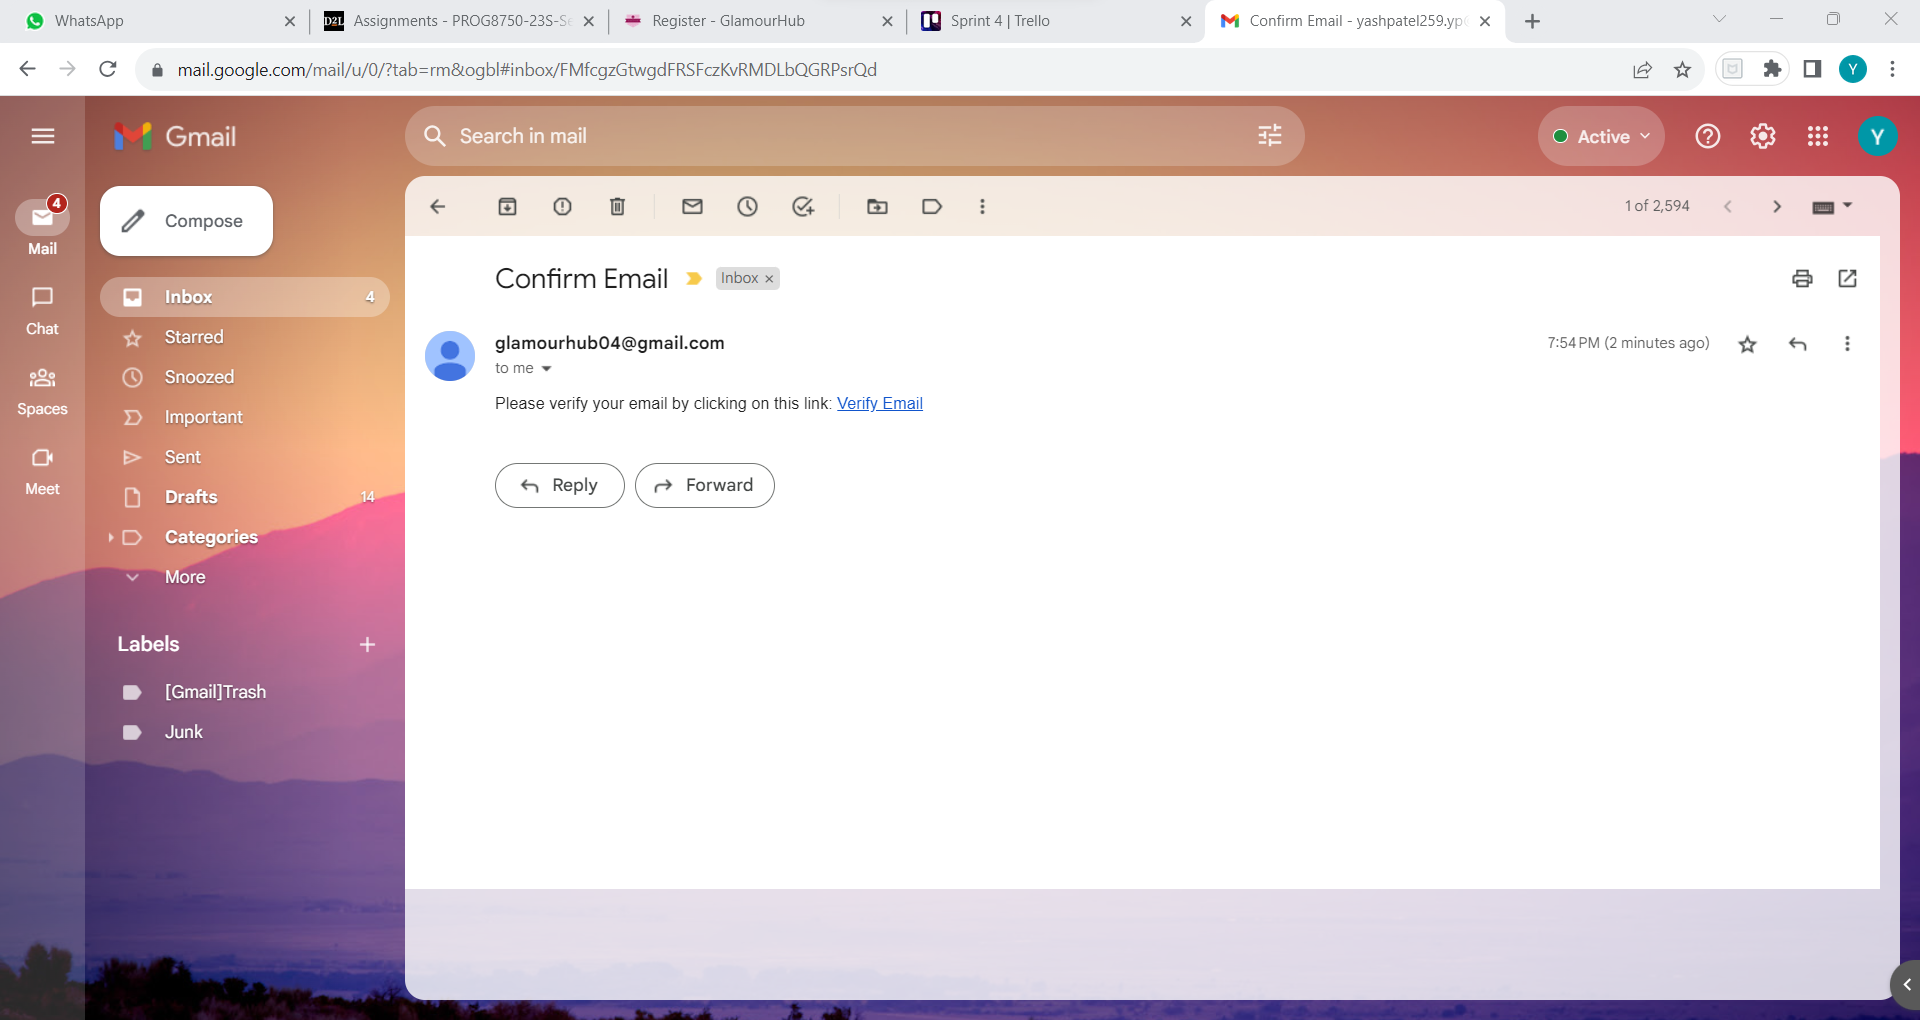 WhatsApp
D2L Assignments - PROG8750-23S-Se
Register - GlamourHub
Sprint 4 | Trello
Confirm Email - yashpatel259.yp
mail.google.com/mail/u/0/?tab=rm&ogbl#inbox/FMfcgzGtwgdFRSFczKvRMDLbQGRPsrQd
Y
Gmail
Search in mail
Active
Y
4
Mail
Chat
Spaces
Meet
Compose
Inbox 4
Starred
Snoozed
Important
Sent
Drafts 14
Categories
More
Labels
[Gmail]Trash
Junk
1 of 2,594
Confirm Email
Inbox
glamourhub04@gmail.com
7:54 PM (2 minutes ago)
to me
Please verify your email by clicking on this link: Verify Email
Reply
Forward